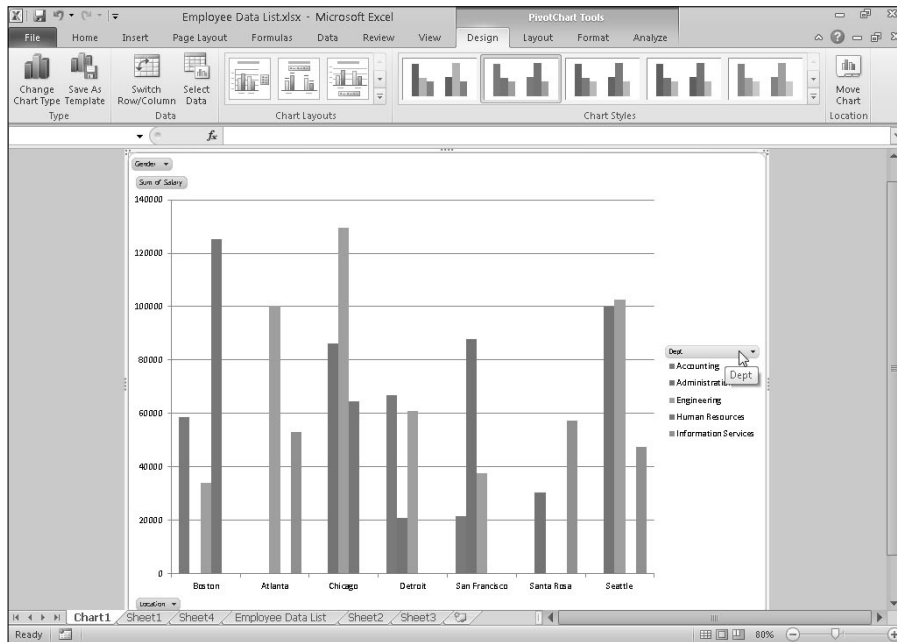 Employee Data List.xlsx - Microsoft Excel
PivotChart Tools
File Home Insert Page Layout Formulas Data Review View Design Layout Format Analyze
Change Chart Type
Save As Template
Switch Row/Column
Select Data
Move Chart
Type Data Chart Layouts Chart Styles Location
fx
Gender
Sum of Salary
140000
120000
100000
80000
60000
40000
20000
0
Boston Atlanta Chicago Detroit San Francisco Santa Rosa Seattle
Dept
Accounting
Dept
Engineering
Human Resources
Information Services
Location
Chart1 Sheet1 Sheet4 Employee Data List Sheet2 Sheet3
Ready 80%